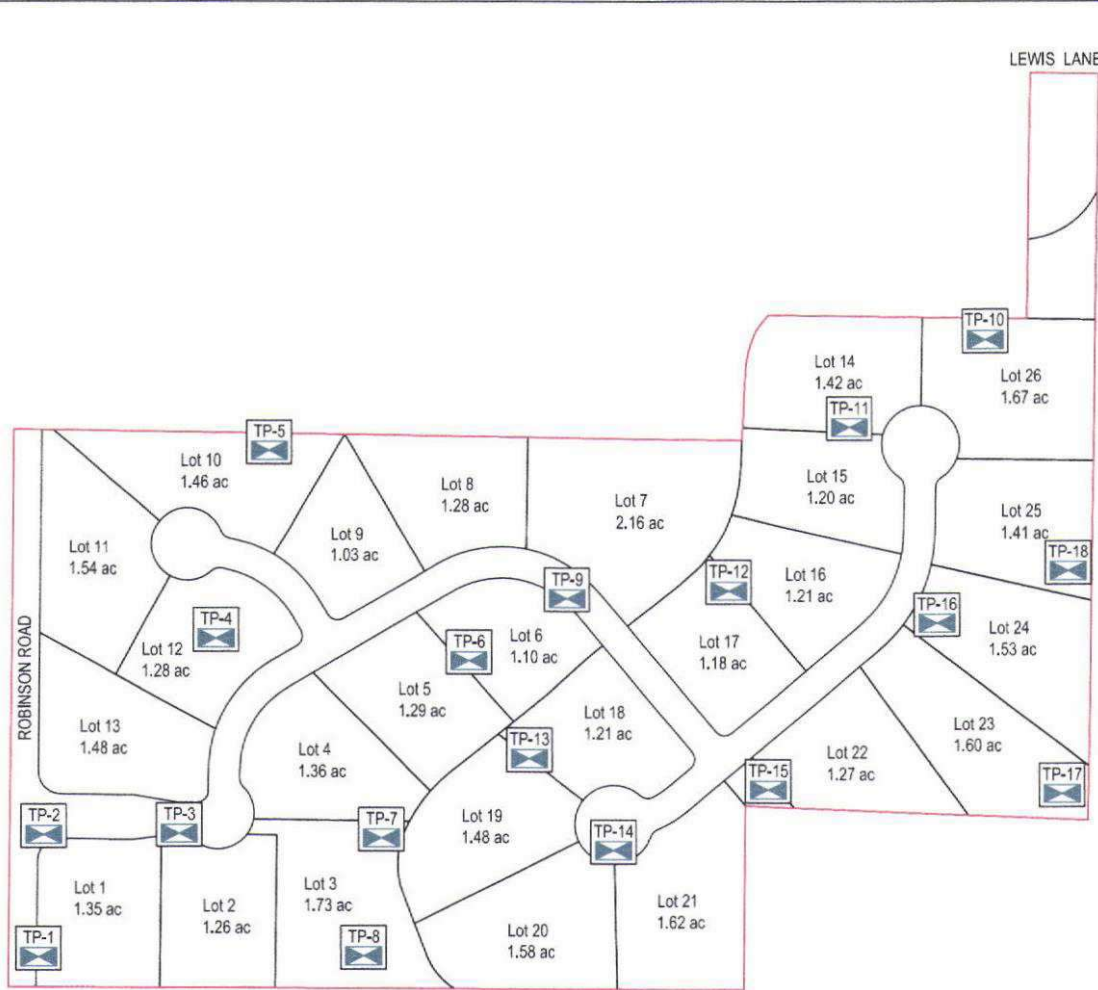 LEWIS LANE
TP-10
Lot 14
1.42 ac
Lot 26
1.67 ac
TP-11
TP-5
Lot 10
1.46 ac
Lot 8
1.28 ac
Lot 7
2.16 ac
Lot 15
1.20 ac
Lot 25
1.41 ac
Lot 9
1.03 ac
Lot 11
1.54 ac
TP-18
TP-12
Lot 16
1.21 ac
TP-9
TP-16
TP-4
Lot 12
1.28 ac
Lot 24
1.53 ac
TP-6
Lot 6
1.10 ac
Lot 17
1.18 ac
ROBINSON ROAD
Lot 5
1.29 ac
Lot 13
1.48 ac
Lot 18
1.21 ac
Lot 23
1.60 ac
Lot 4
1.36 ac
TP-13
Lot 22
1.27 ac
TP-15
TP-17
TP-2
TP-3
TP-7
Lot 19
1.48 ac
TP-14
Lot 1
1.35 ac
Lot 3
1.73 ac
Lot 2
1.26 ac
Lot 21
1.62 ac
TP-1
TP-8
Lot 20
1.58 ac